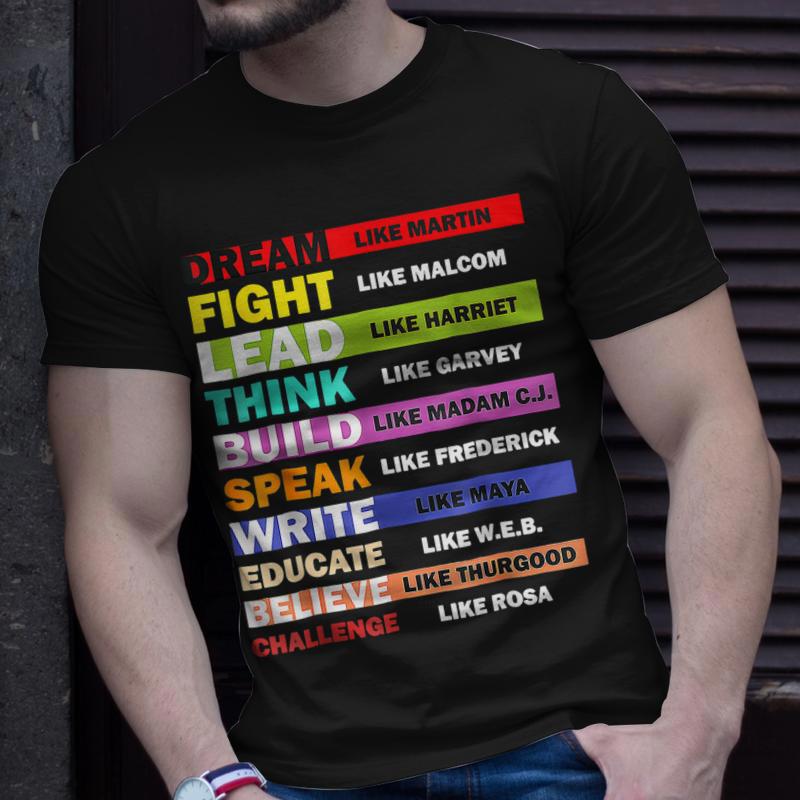 DREAM LIKE MARTIN
FIGHT LIKE MALCOM
LEAD LIKE HARRIET
THINK LIKE GARVEY
BUILD LIKE MADAM C.J.
SPEAK LIKE FREDERICK
WRITE LIKE MAYA
EDUCATE LIKE W.E.B.
BELIEVE LIKE THURGOOD
CHALLENGE LIKE ROSA